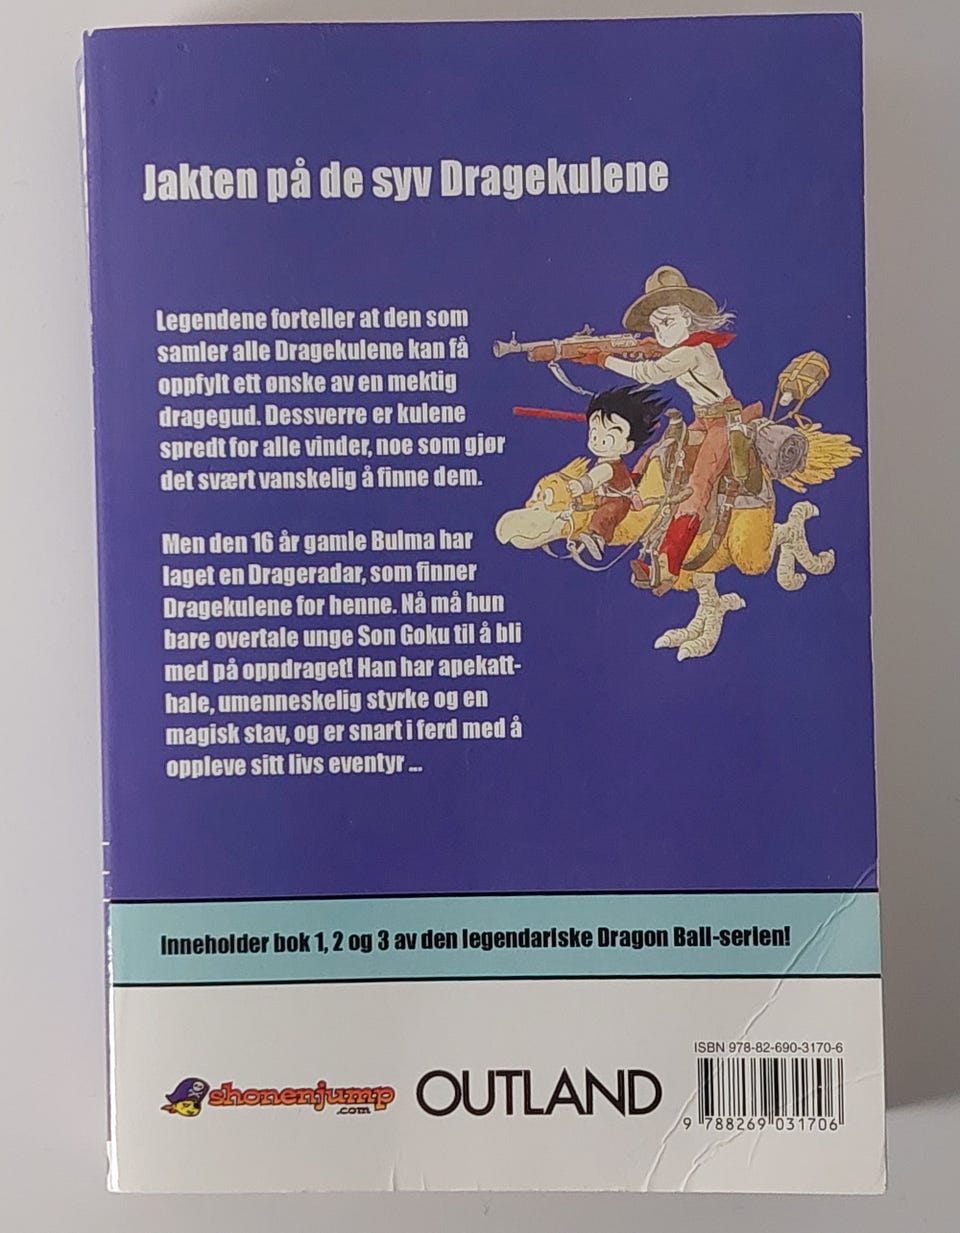 Jakten på de syv Dragekulene
Legendene forteller at den som
samler alle Dragekulene kan få
oppfylt ett ønske av en mektig
dragegud. Dessverre er kulene
spredt for alle vinder, noe som gjør
det svært vanskelig å finne dem.
Men den 16 år gamle Bulma har
laget en Drageradar, som finner
Dragekulene for henne. Nå må hun
bare overtale unge Son Goku til å bli
med på oppdraget! Han har apekatt-
hale, umenneskelig styrke og en
magisk stav, og er snart i ferd med å
oppleve sitt livs eventyr ...
Inneholder bok 1, 2 og 3 av den legendariske Dragon Ball-serien!
ISBN 978-82-690-3170-6
shonenjump
.com
OUTLAND
9 788269 031706